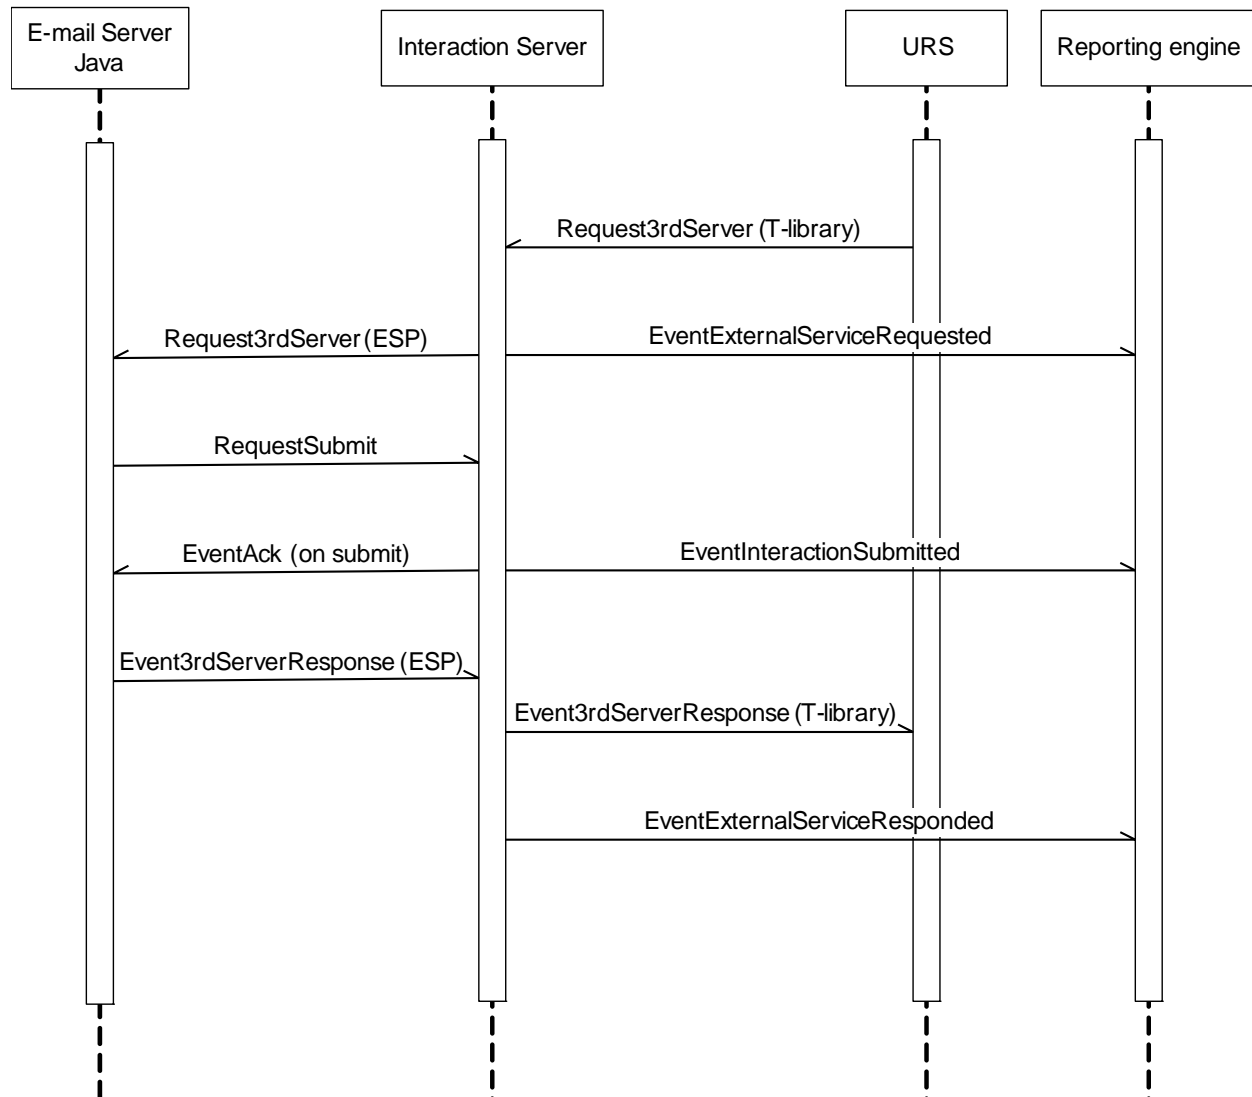 E-mail Server
Java
Interaction Server
URS
Reporting engine
Request3rdServer (T-library)
Request3rdServer (ESP)
EventExternalServiceRequested
RequestSubmit
EventAck (on submit)
EventInteractionSubmitted
Event3rdServerResponse (ESP)
Event3rdServerResponse (T-library)
EventExternalServiceResponded